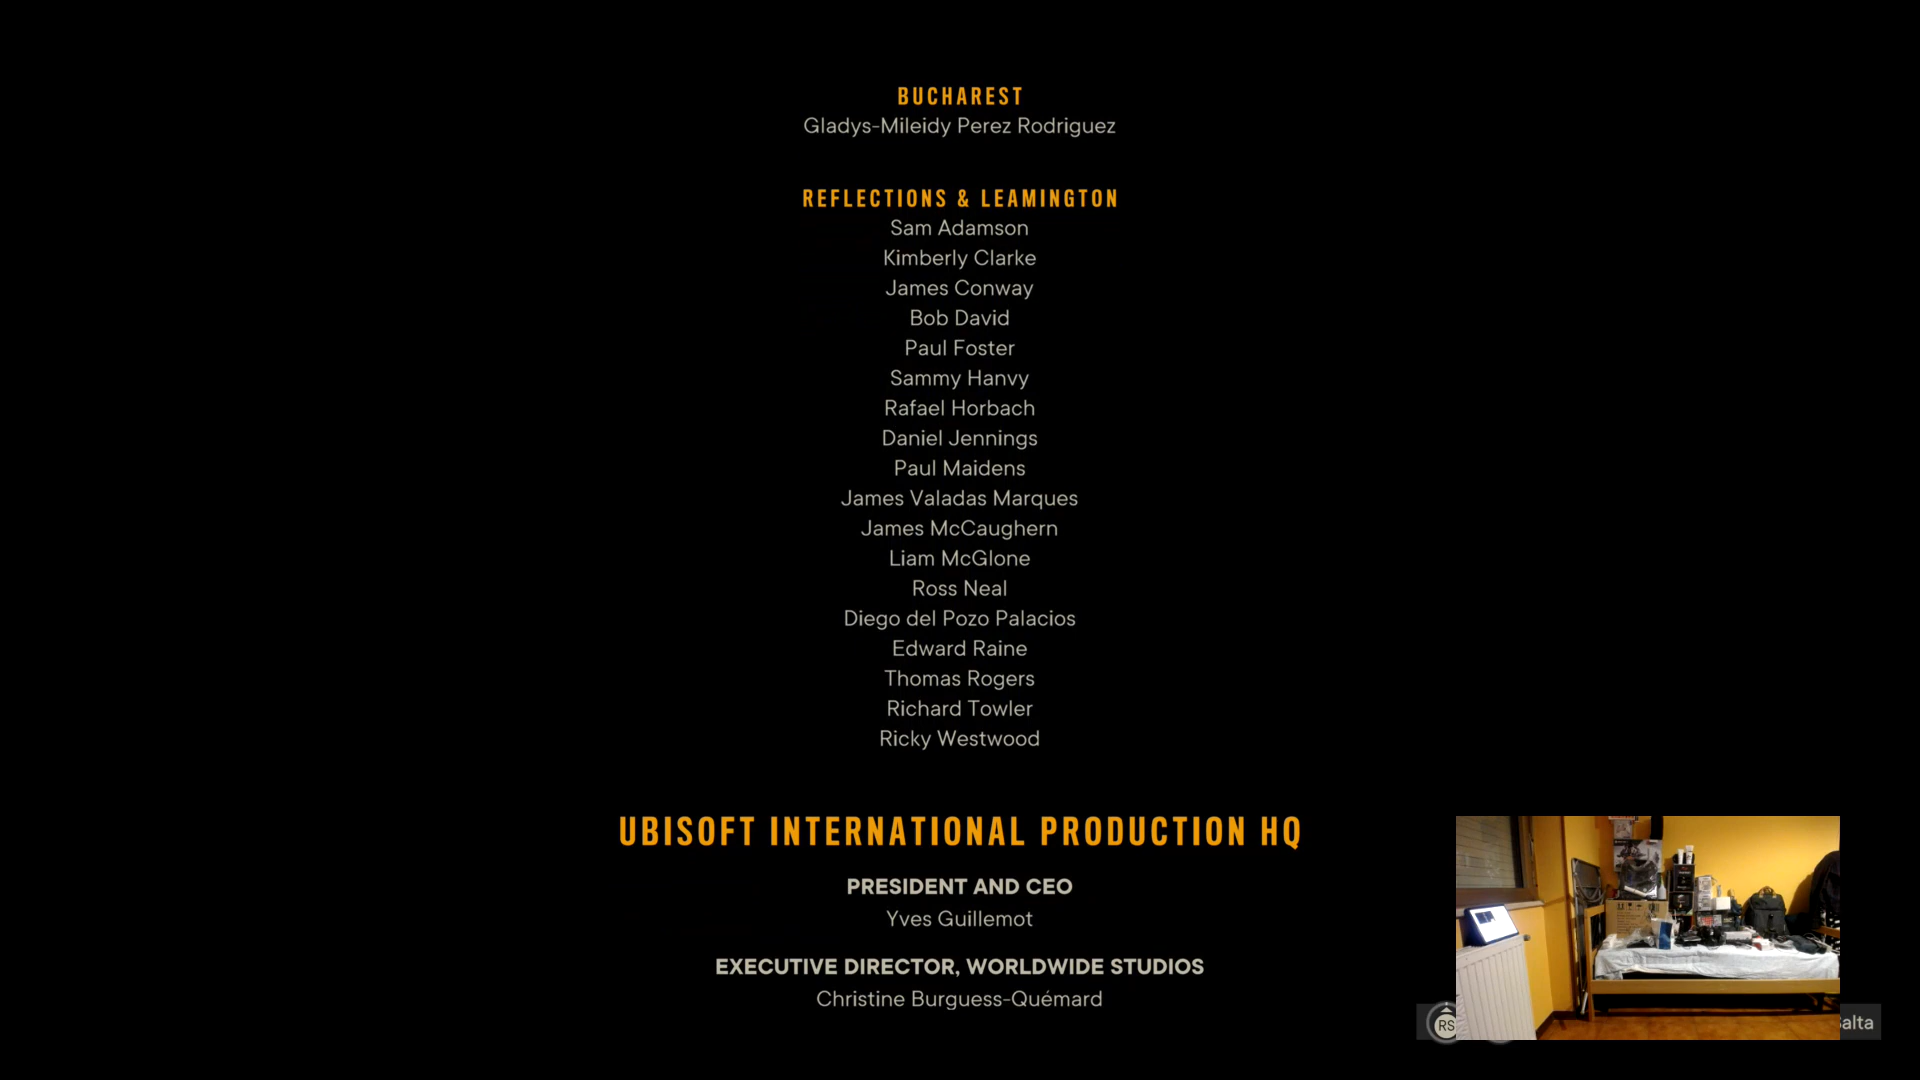 BUCHAREST
Gladys-Mileidy Perez Rodriguez
REFLECTIONS & LEAMINGTON
Sam Adamson
Kimberly Clarke
James Conway
Bob David
Paul Foster
Sammy Hanvy
Rafael Horbach
Daniel Jennings
Paul Maidens
James Valadas Marques
James McCaughern
Liam McGlone
Ross Neal
Diego del Pozo Palacios
Edward Raine
Thomas Rogers
Richard Towler
Ricky Westwood
UBISOFT INTERNATIONAL PRODUCTION HQ
PRESIDENT AND CEO
Yves Guillemot
EXECUTIVE DIRECTOR, WORLDWIDE STUDIOS
Christine Burguess-Quémard
RS